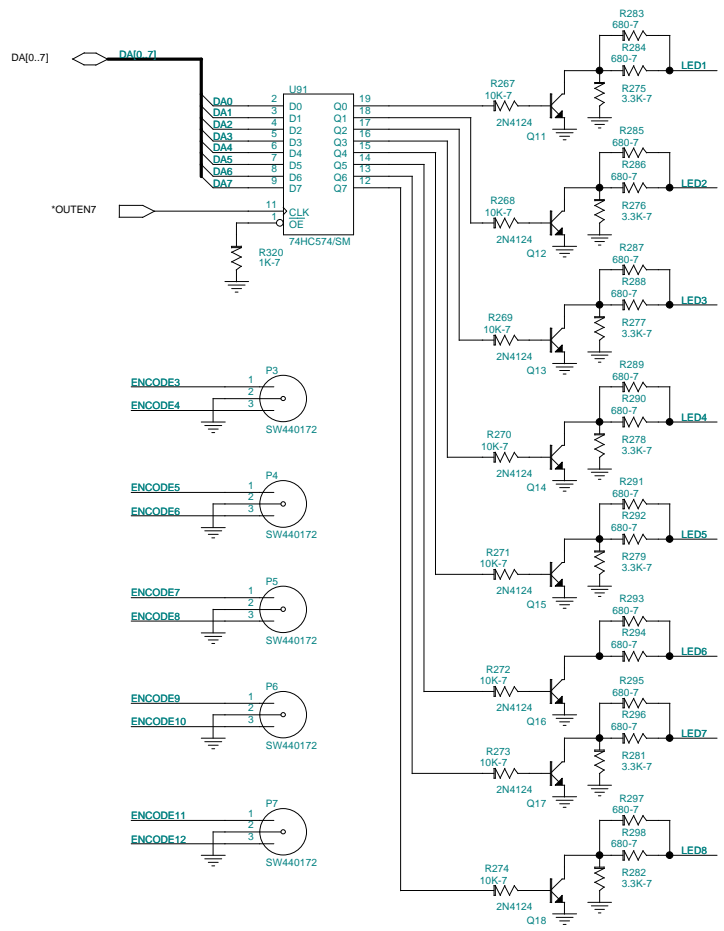 DA[0..7]
DA[0..7]
U91
DA0 2 D0 Q0 19
DA1 3 D1 Q1 18
DA2 4 D2 Q2 17
DA3 5 D3 Q3 16
DA4 6 D4 Q4 15
DA5 7 D5 Q5 14
DA6 8 D6 Q6 13
DA7 9 D7 Q7 12
*OUTEN7
11 CLK
1 OE
74HC574/SM
R320
1K-7
R267
10K-7
2N4124
Q11
R283
680-7
R284
680-7
R275
3.3K-7
LED1
R268
10K-7
2N4124
Q12
R285
680-7
R286
680-7
R276
3.3K-7
LED2
R269
10K-7
2N4124
Q13
R287
680-7
R288
680-7
R277
3.3K-7
LED3
R270
10K-7
2N4124
Q14
R289
680-7
R290
680-7
R278
3.3K-7
LED4
R271
10K-7
2N4124
Q15
R291
680-7
R292
680-7
R279
3.3K-7
LED5
R272
10K-7
2N4124
Q16
R293
680-7
R294
680-7
LED6
R273
10K-7
2N4124
Q17
R295
680-7
R296
680-7
R281
3.3K-7
LED7
R274
10K-7
2N4124
Q18
R297
680-7
R298
680-7
R282
3.3K-7
LED8
P3
ENCODE3 1
2
ENCODE4 3
SW440172
P4
ENCODE5 1
2
ENCODE6 3
SW440172
P5
ENCODE7 1
2
ENCODE8 3
SW440172
P6
ENCODE9 1
2
ENCODE10 3
SW440172
P7
ENCODE11 1
2
ENCODE12 3
SW440172